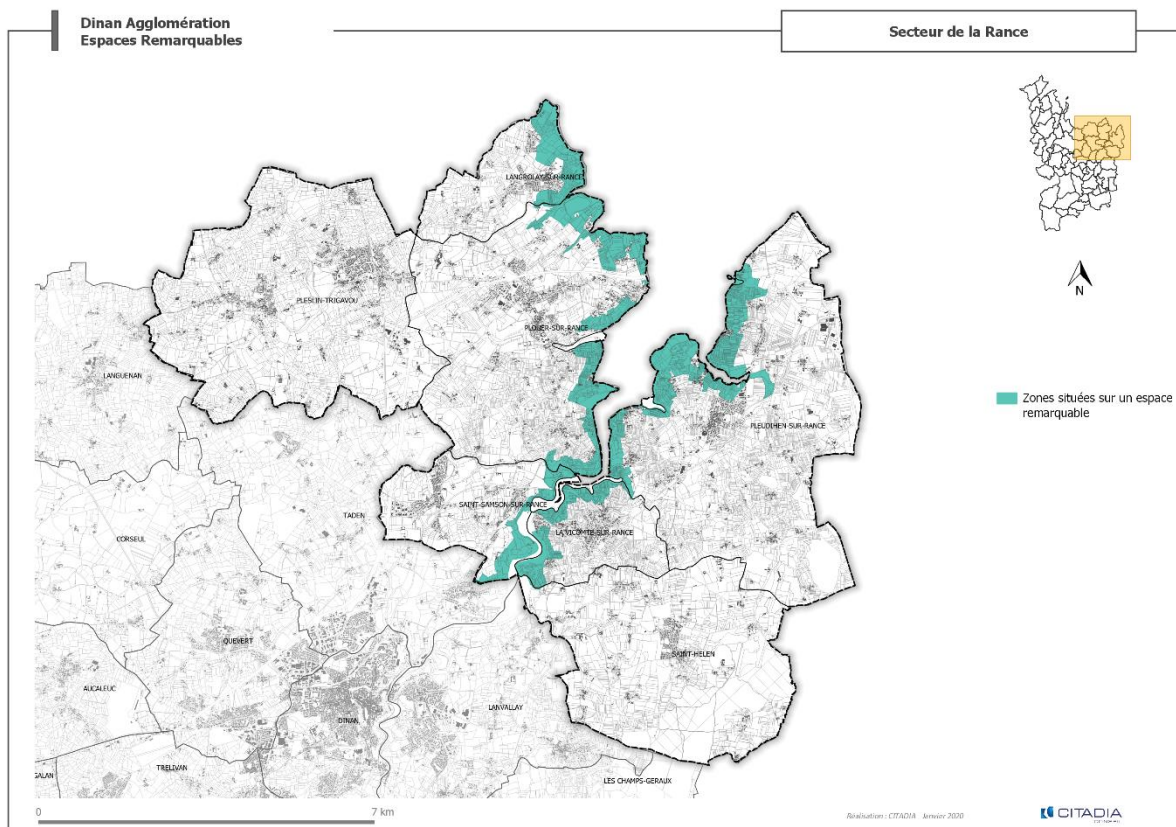 Dinan Agglomération
Espaces Remarquables
Secteur de la Rance
N
LANGROLAY-SUR-RANCE
PLESLIN-TRIGAVOU
PLOUER-SUR-RANCE
LANGUENAN
Zones situées sur un espace
remarquable
PLEUDIHEN-SUR-RANCE
SAINT-SAMSON-SUR-RANCE
TADEN
LA VICOMTE-SUR-RANCE
CORSEUL
QUEVERT
SAINT-HELEN
AUCALEUC
LANVALLAY
DINAN
TRELIVAN
GALAN
LES CHAMPS-GERAUX
0
7 km
Réalisation : CITADIA Janvier 2020
CITADIA